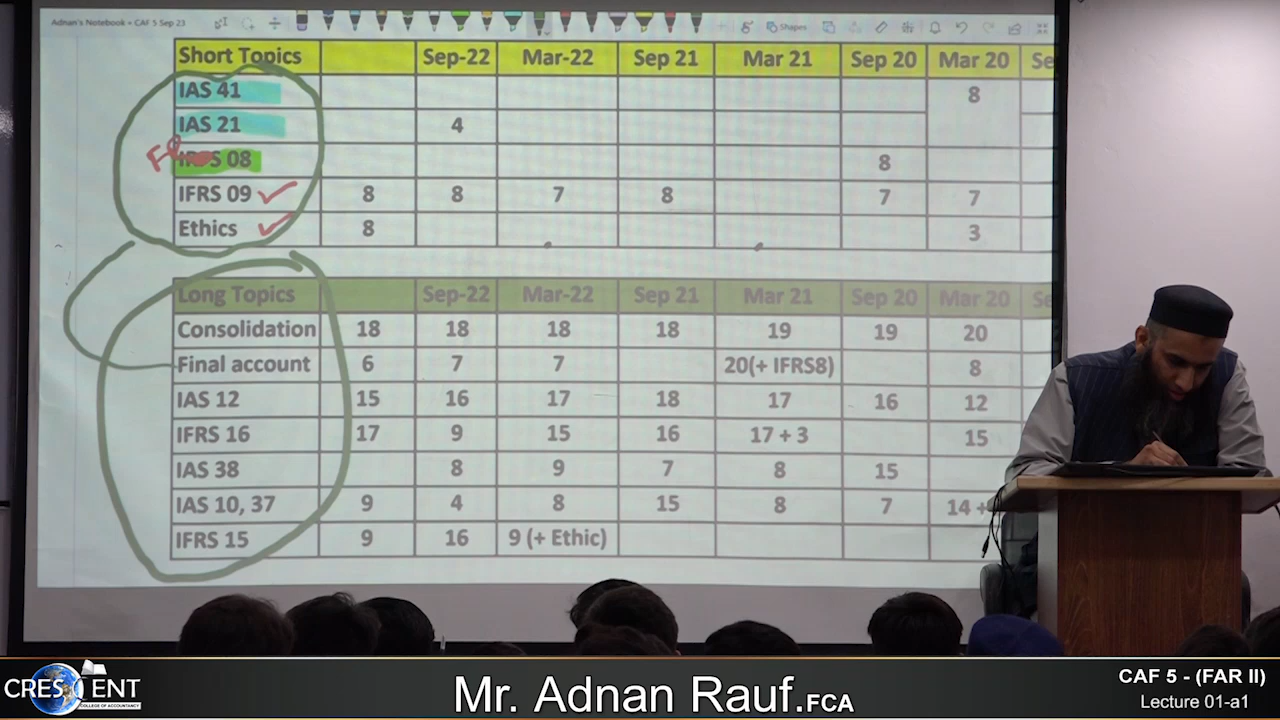 Adnan's Notebook » CAF 5 Sep 23
Shapes
Short Topics Sep-22 Mar-22 Sep 21 Mar 21 Sep 20 Mar 20 Se
IAS 41 8
IAS 21 4
08 8
IFRS 09 8 8 7 8 7 7
Ethics 8 3
Long Topics Sep-22 Mar-22 Sep 21 Mar 21 Sep 20 Mar 20 Se
Consolidation 18 18 18 18 19 19 20
Final account 6 7 7 20(+ IFRS8) 8
IAS 12 15 16 17 18 17 16 12
IFRS 16 17 9 15 16 17 + 3 15
IAS 38 8 9 7 8 15
IAS 10, 37 9 4 8 15 8 7 14 +
IFRS 15 9 16 9 (+ Ethic)
CRESCENT
COLLEGE OF ACCOUNTANCY
Mr. Adnan Rauf.FCA
CAF 5 - (FAR II)
Lecture 01-a1